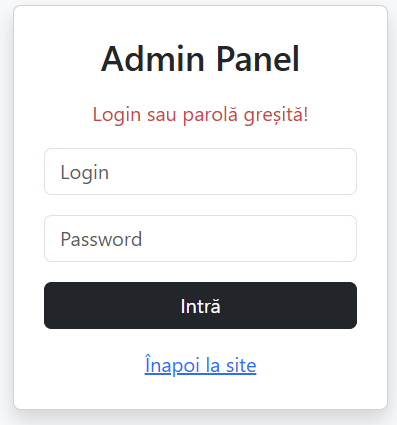 Admin Panel
Login sau parolă greșită!
Login
Password
Intră
Înapoi la site